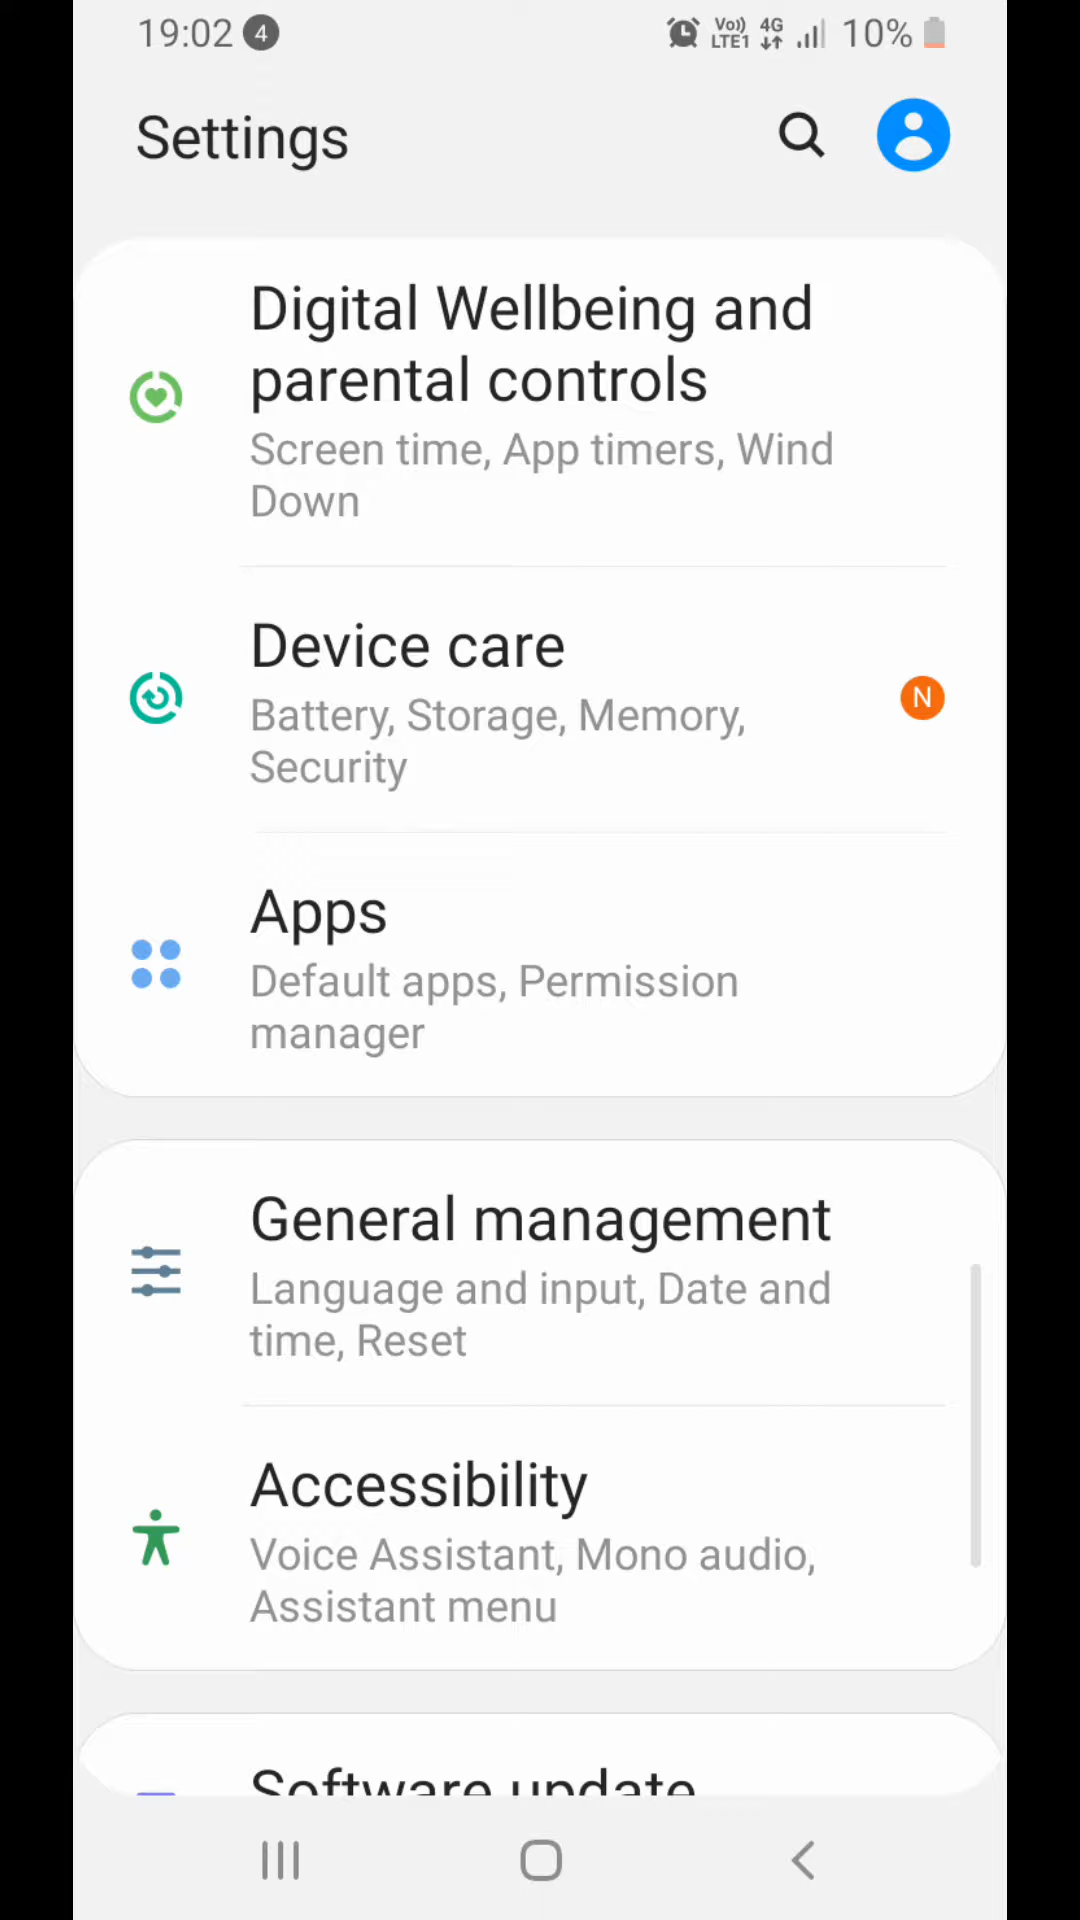 19:02 4 Vo)) LTE1 4G 10%
Settings
Digital Wellbeing and
parental controls
Screen time, App timers, Wind
Down
Device care
Battery, Storage, Memory,
Security
N
Apps
Default apps, Permission
manager
General management
Language and input, Date and
time, Reset
Accessibility
Voice Assistant, Mono audio,
Assistant menu
Software update